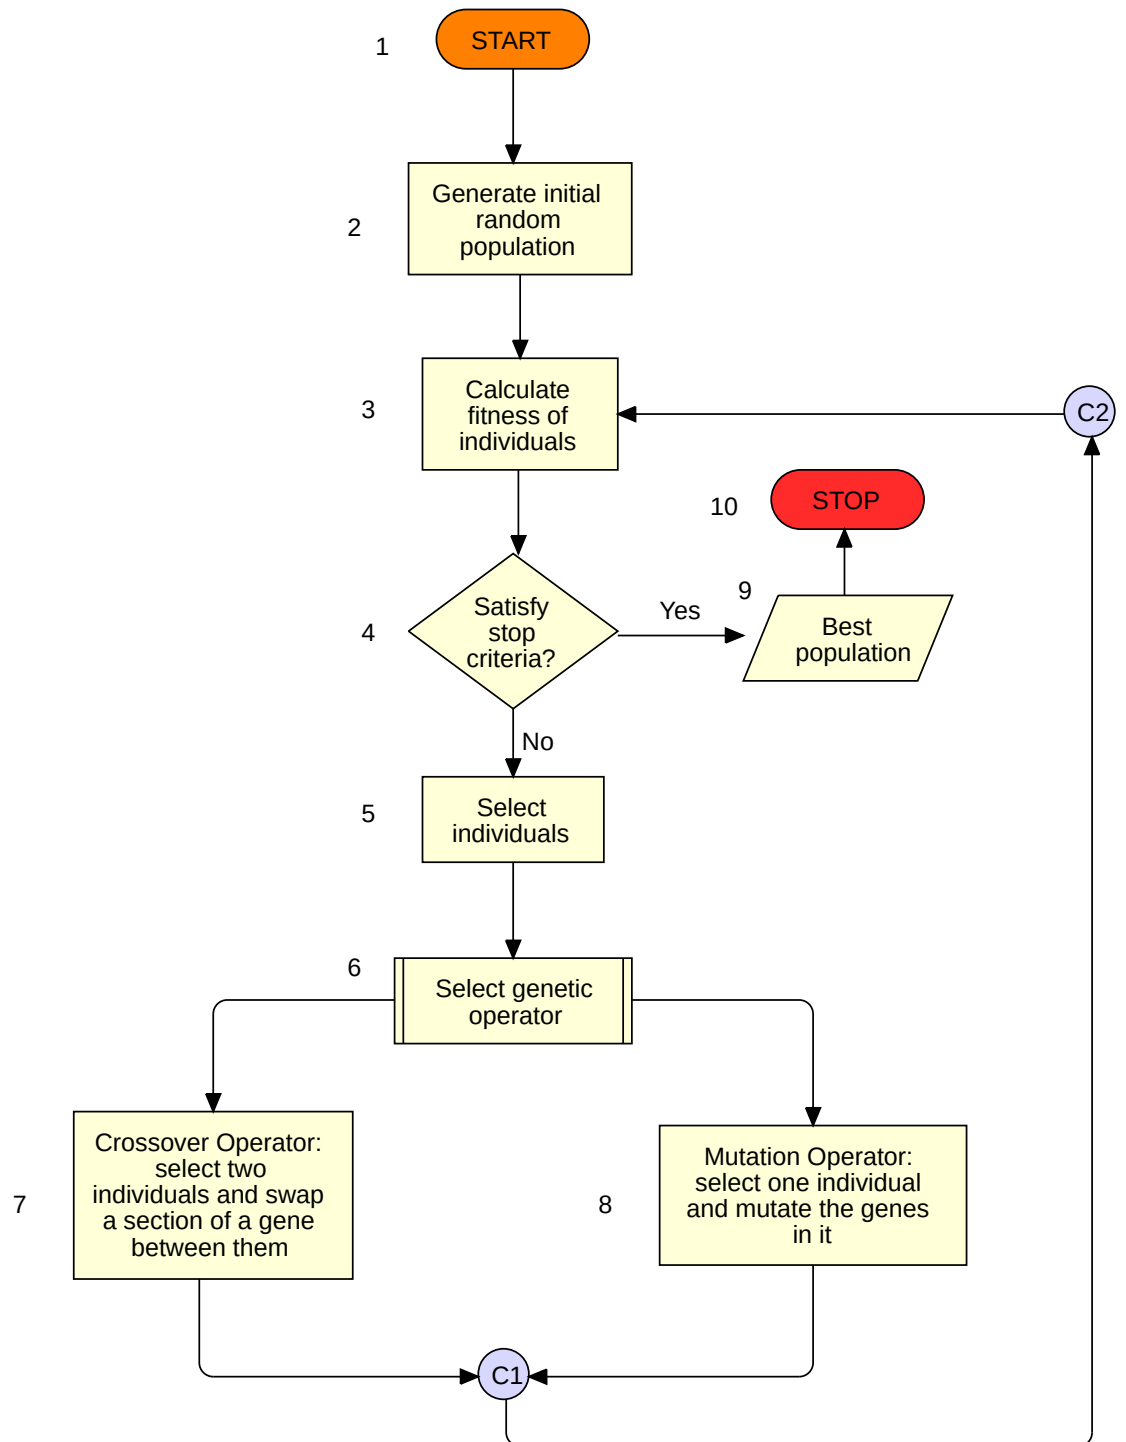 1
START
2
Generate initial
random
population
3
Calculate
fitness of
individuals
C2
10
STOP
4
Satisfy
stop
criteria?
Yes
9
Best
population
No
5
Select
individuals
6
Select genetic
operator
7
Crossover Operator:
select two
individuals and swap
a section of a gene
between them
8
Mutation Operator:
select one individual
and mutate the genes
in it
C1